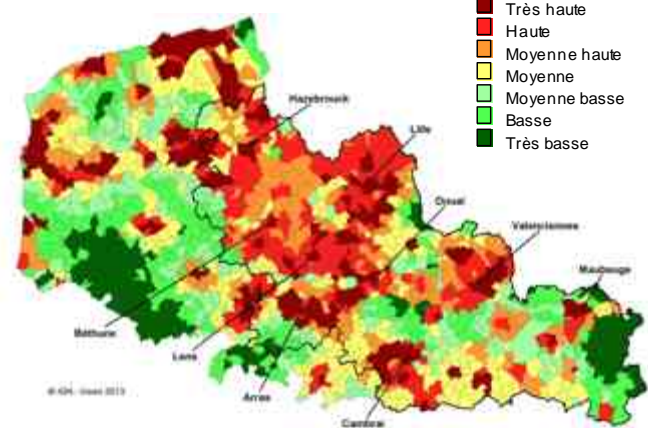 Très haute
Haute
Moyenne haute
Moyenne
Moyenne basse
Basse
Très basse
Hazebrouck
Lille
Douai
Valenciennes
Maubeuge
Béthune
Lens
Arras
Cambrai